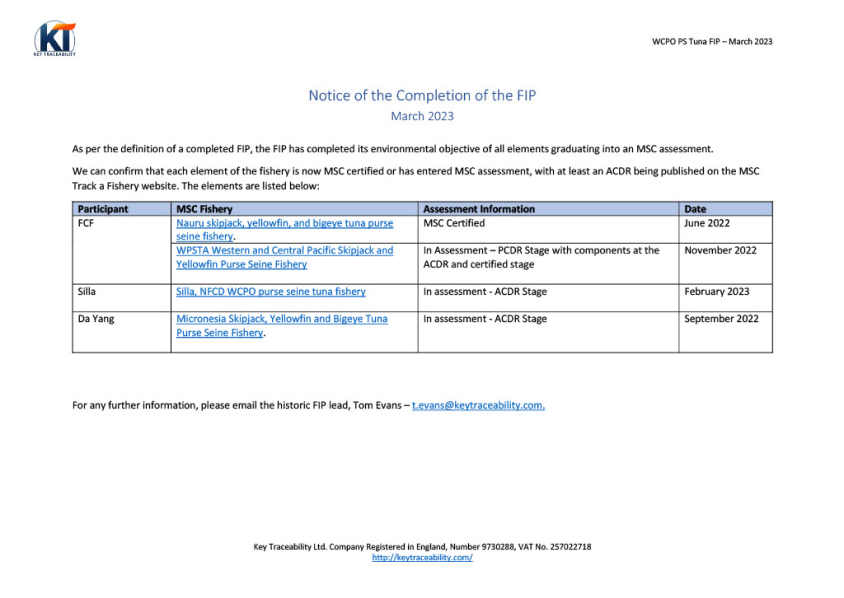 KT
KEY TRACEABILITY
WCPO PS Tuna FIP – March 2023
Notice of the Completion of the FIP
March 2023
As per the definition of a completed FIP, the FIP has completed its environmental objective of all elements graduating into an MSC assessment.
We can confirm that each element of the fishery is now MSC certified or has entered MSC assessment, with at least an ACDR being published on the MSC
Track a Fishery website. The elements are listed below:
Participant MSC Fishery Assessment Information Date
FCF Nauru skipjack, yellowfin, and bigeye tuna purse MSC Certified June 2022
seine fishery.
WPSTA Western and Central Pacific Skipjack and In Assessment – PCDR Stage with components at the November 2022
Yellowfin Purse Seine Fishery ACDR and certified stage
Silla Silla, NFCD WCPO purse seine tuna fishery In assessment - ACDR Stage February 2023
Da Yang Micronesia Skipjack, Yellowfin and Bigeye Tuna In assessment - ACDR Stage September 2022
Purse Seine Fishery.
For any further information, please email the historic FIP lead, Tom Evans – t.evans@keytraceability.com.
Key Traceability Ltd. Company Registered in England, Number 9730288, VAT No. 257022718
http://keytraceability.com/